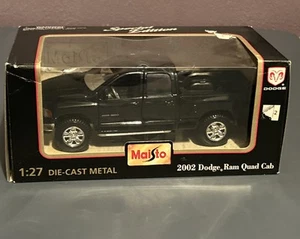 Special
Edition
DODGE
Maisto
1:27 DIE-CAST METAL
2002 Dodge Ram Quad Cab